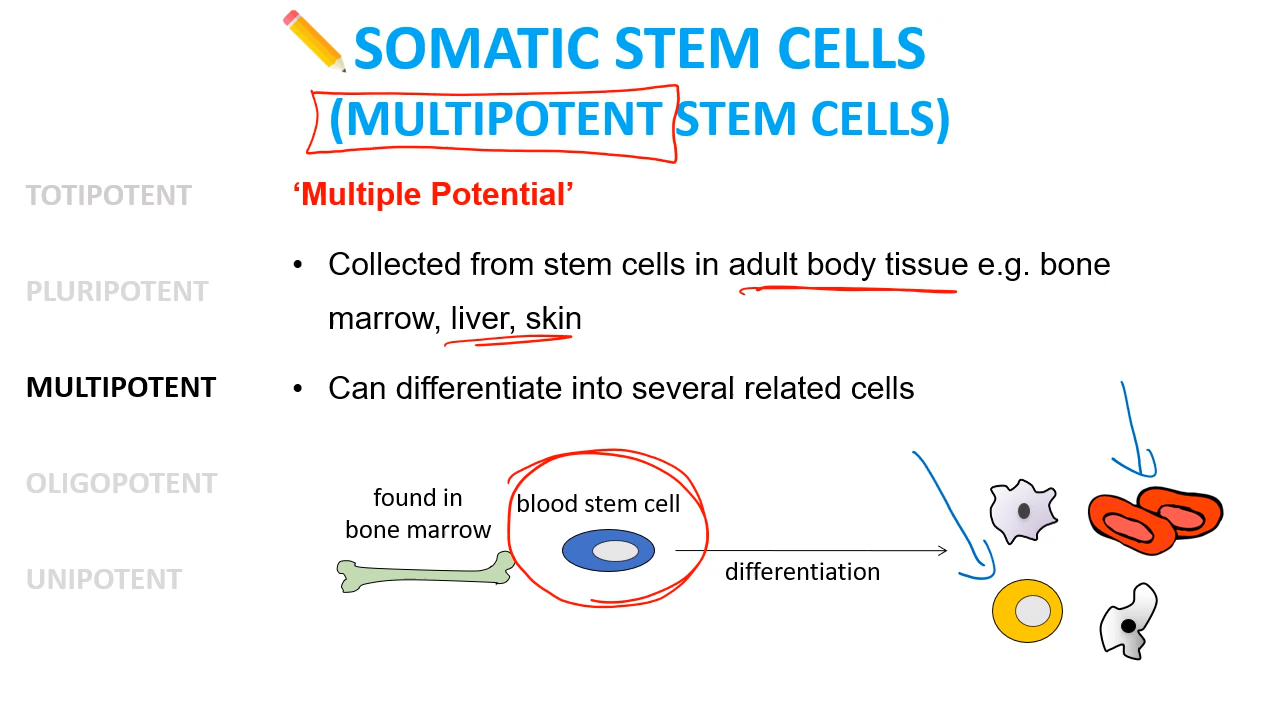 SOMATIC STEM CELLS
(MULTIPOTENT STEM CELLS)
TOTIPOTENT
PLURIPOTENT
MULTIPOTENT
OLIGOPOTENT
UNIPOTENT
‘Multiple Potential’
• Collected from stem cells in adult body tissue e.g. bone
marrow, liver, skin
• Can differentiate into several related cells
found in
bone marrow
blood stem cell
differentiation